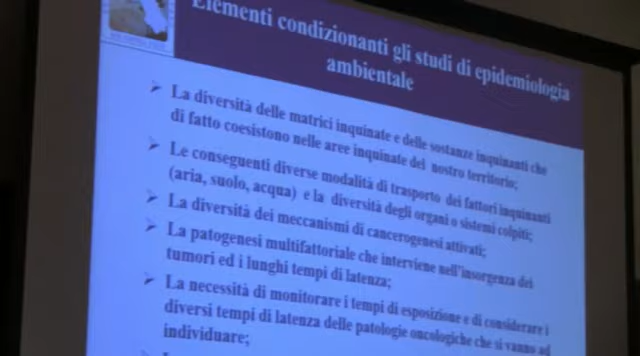 Elementi condizionanti gli studi di epidemiologia
ambientale
➢ La diversità delle matrici inquinate e delle sostanze inquinanti che
di fatto coesistono nelle aree inquinate del nostro territorio;
➢ Le conseguenti diverse modalità di trasporto dei fattori inquinanti
(aria, suolo, acqua) e la diversità degli organi o sistemi colpiti;
➢ La diversità dei meccanismi di cancerogenesi attivati;
➢ La patogenesi multifattoriale che interviene nell'insorgenza dei
tumori ed i lunghi tempi di latenza;
➢ La necessità di monitorare i tempi di esposizione e di considerare i
diversi tempi di latenza delle patologie oncologiche che si vanno ad
individuare;